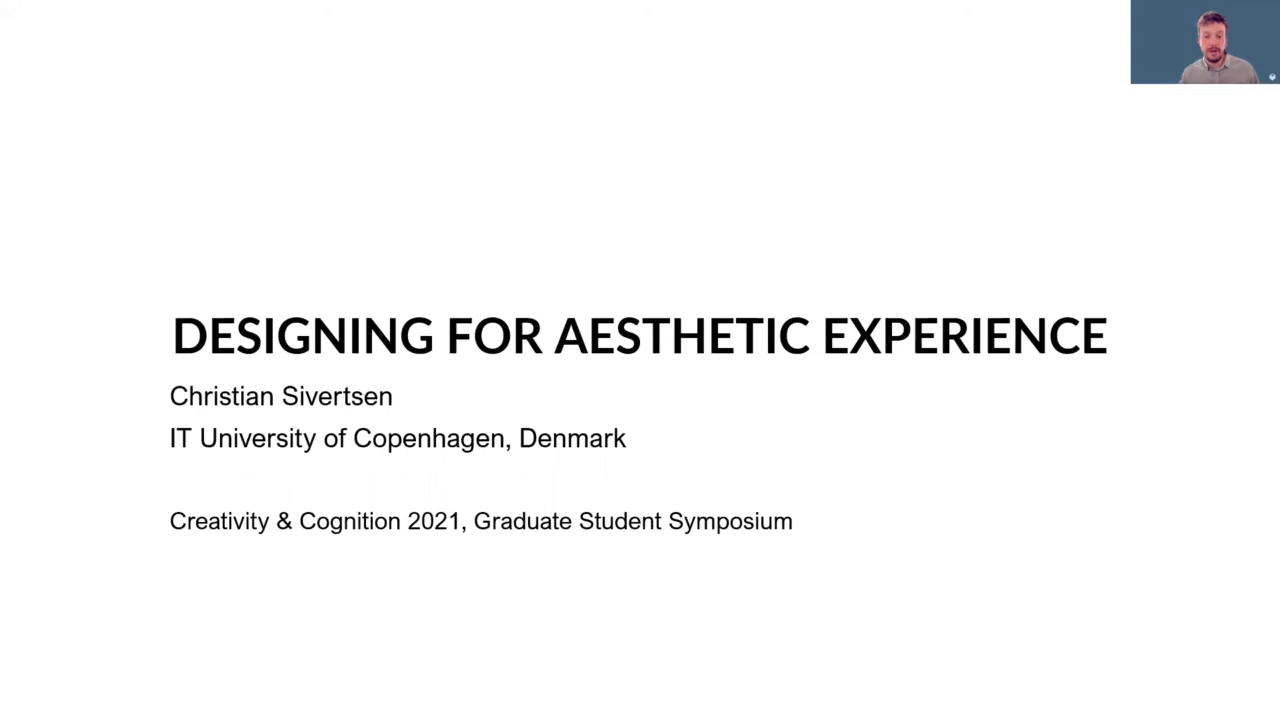 DESIGNING FOR AESTHETIC EXPERIENCE
Christian Sivertsen
IT University of Copenhagen, Denmark
Creativity & Cognition 2021, Graduate Student Symposium